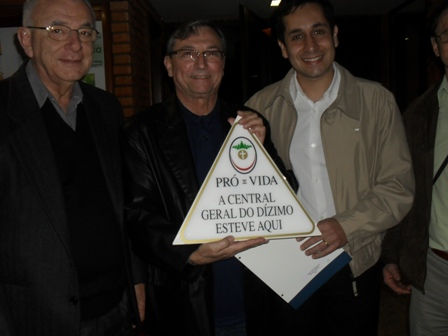 PRÓ = VIDA
A CENTRAL
GERAL DO DÍZIMO
ESTEVE AQUI